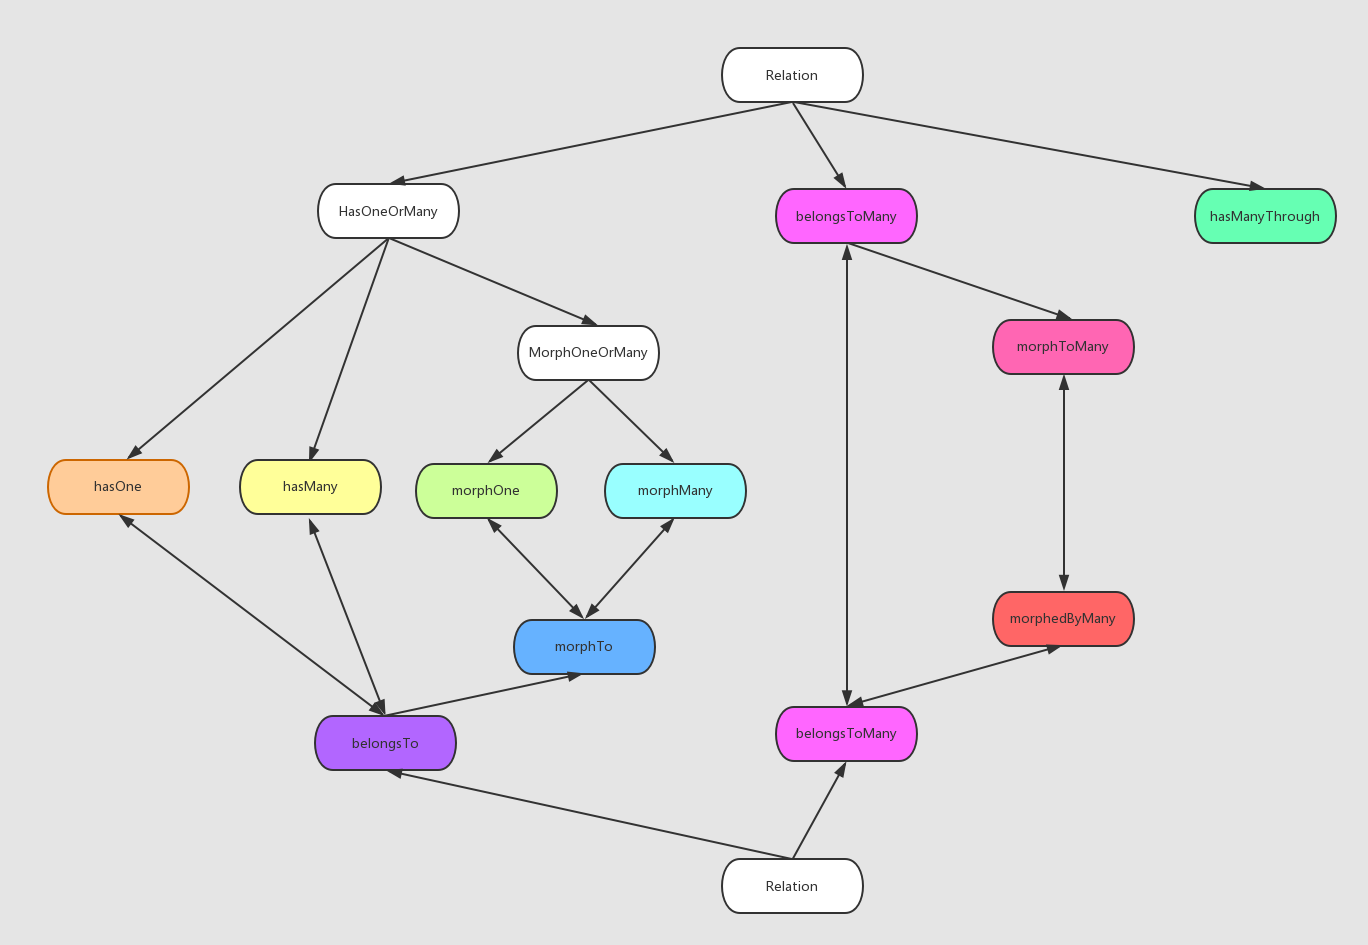 Relation
HasOneOrMany
belongsToMany
hasManyThrough
MorphOneOrMany
morphToMany
hasOne
hasMany
morphOne
morphMany
morphTo
morphedByMany
belongsTo
belongsToMany
Relation